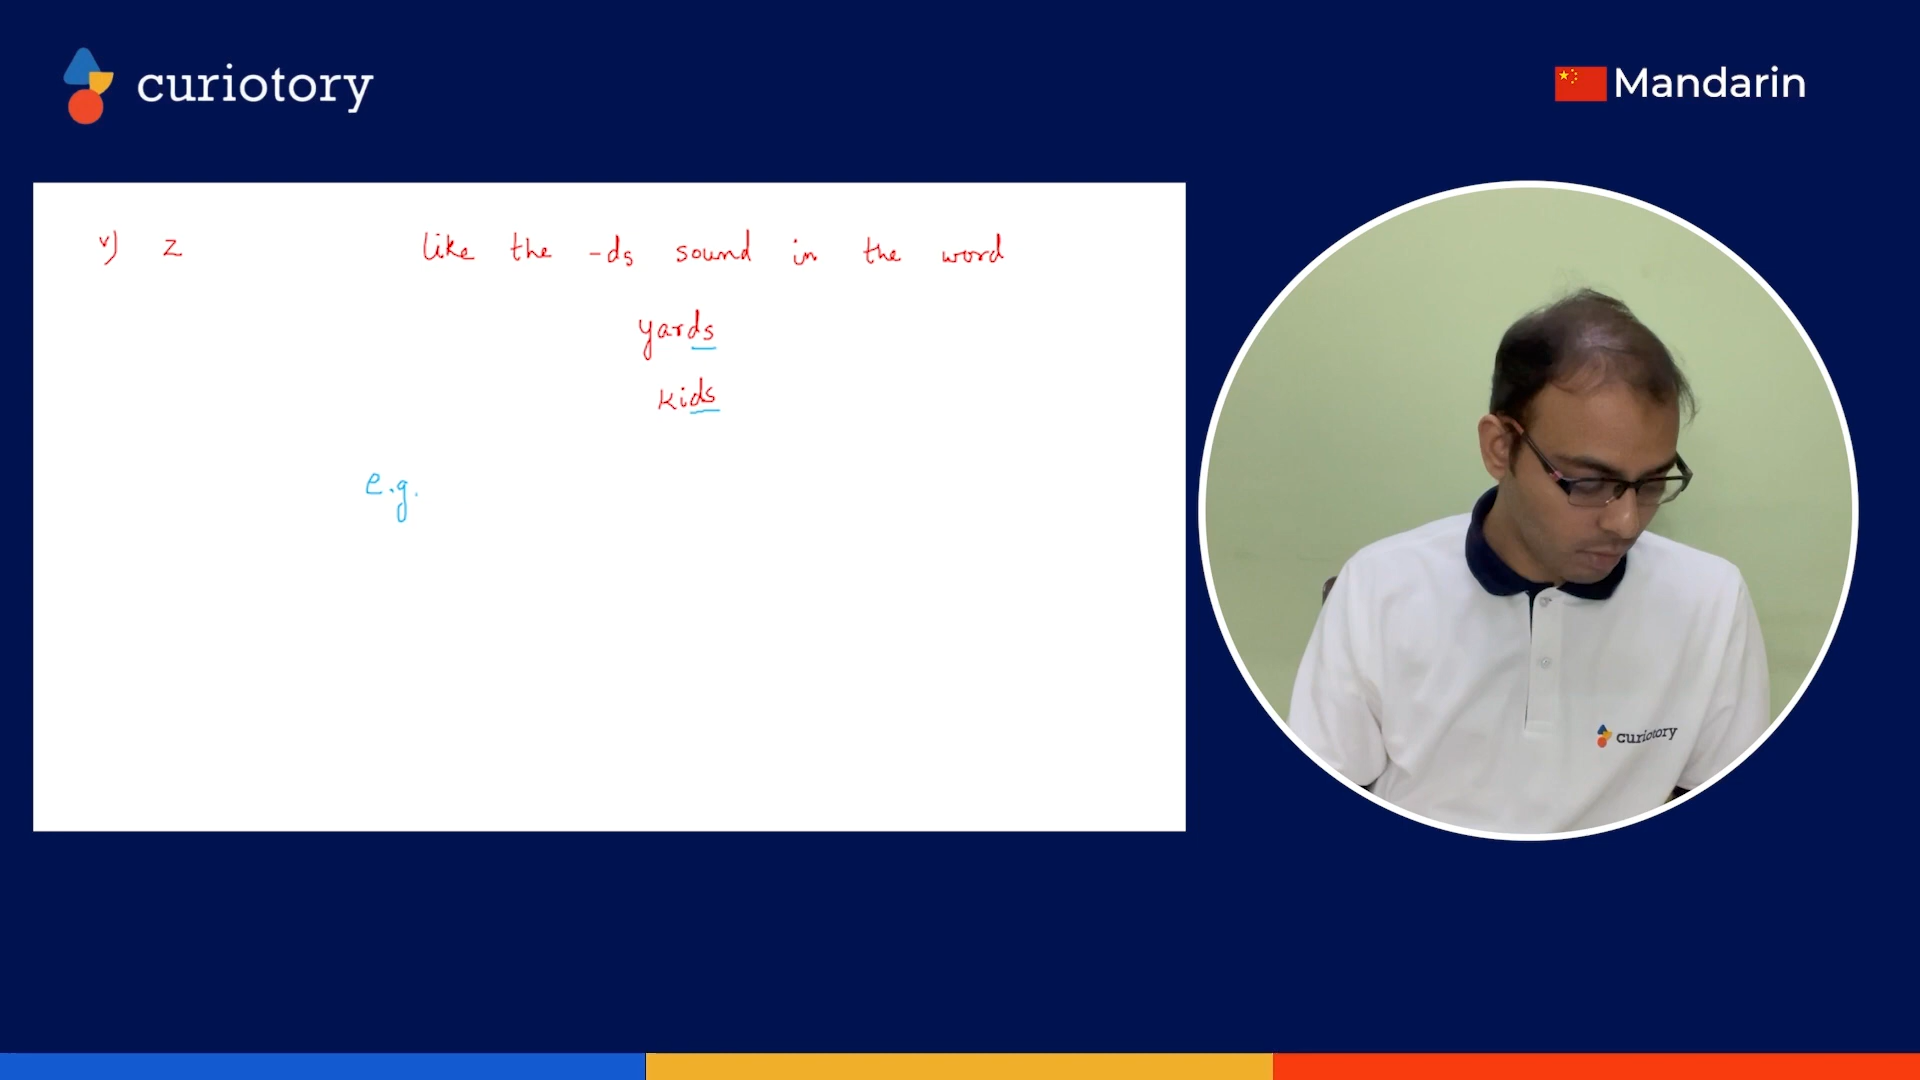 curiotory
Mandarin
v) z like the -ds sound in the word
yards
kids
e.g.
curiotory